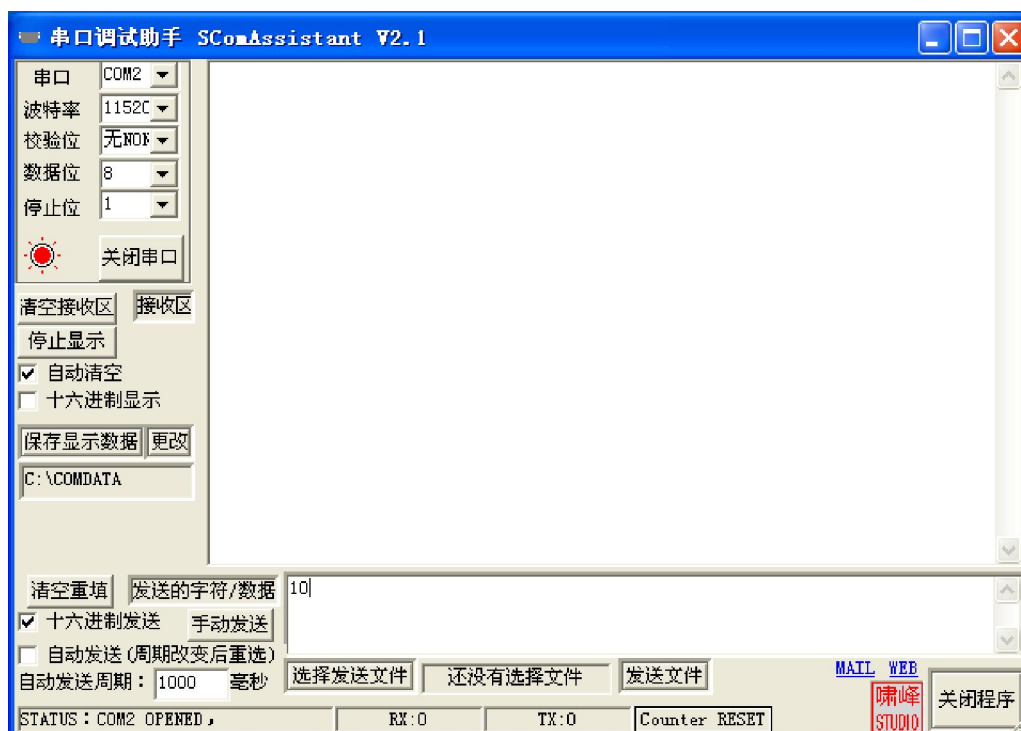 串口调试助手 SComAssistant V2.1
串口 COM2
波特率 11520
校验位 无NON
数据位 8
停止位 1
关闭串口
清空接收区 接收区
停止显示
自动清空
十六进制显示
保存显示数据 更改
C:\COMDATA
清空重填 发送的字符/数据 10
十六进制发送 手动发送
自动发送(周期改变后重选)
自动发送周期: 1000 毫秒 选择发送文件 还没有选择文件 发送文件 MAIL WEB
啸峰 关闭程序
STATUS:COM2 OPENED, RX:0 TX:0 Counter RESET STUDIO